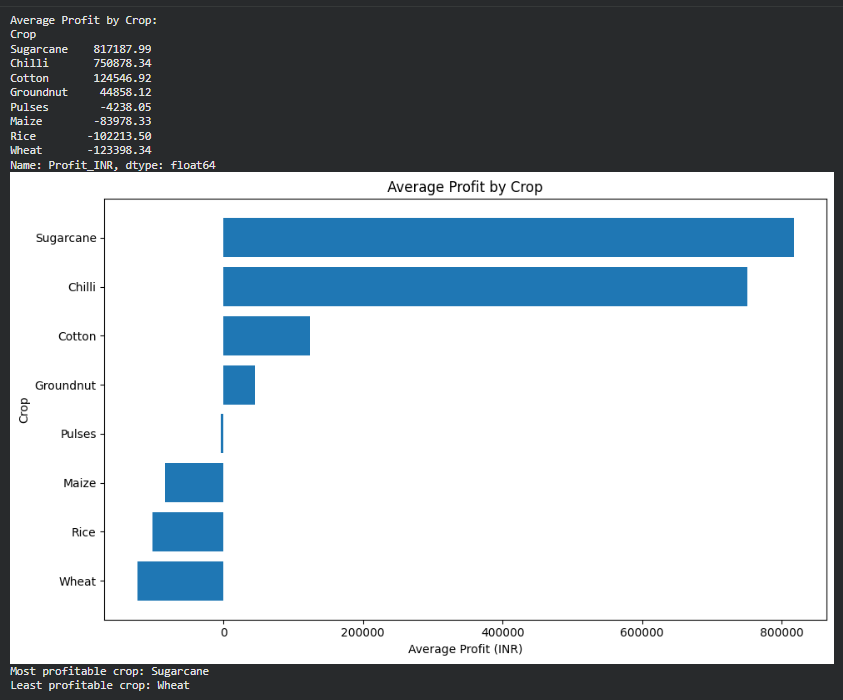 Average Profit by Crop:
Crop
Sugarcane    817187.99
Chilli       750878.34
Cotton       124546.92
Groundnut     44858.12
Pulses        -4238.05
Maize        -83978.33
Rice        -102213.50
Wheat       -123398.34
Name: Profit_INR, dtype: float64
Average Profit by Crop
Crop
Sugarcane
Chilli
Cotton
Groundnut
Pulses
Maize
Rice
Wheat
0 200000 400000 600000 800000
Average Profit (INR)
Most profitable crop: Sugarcane
Least profitable crop: Wheat